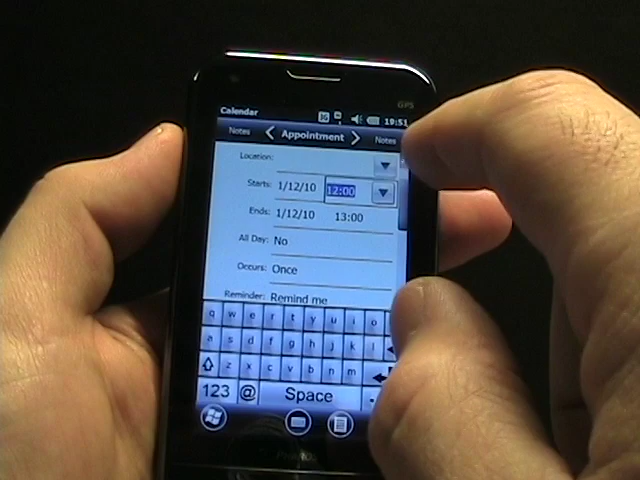 GPS
Calendar 3G 19:51
Notes Appointment Notes
Location:
Starts: 1/12/10 12:00
Ends: 1/12/10 13:00
All Day: No
Occurs: Once
Reminder: Remind me
q w e r t y u i o
a s d f g h j k l
z x c v b n m
123 @ Space .